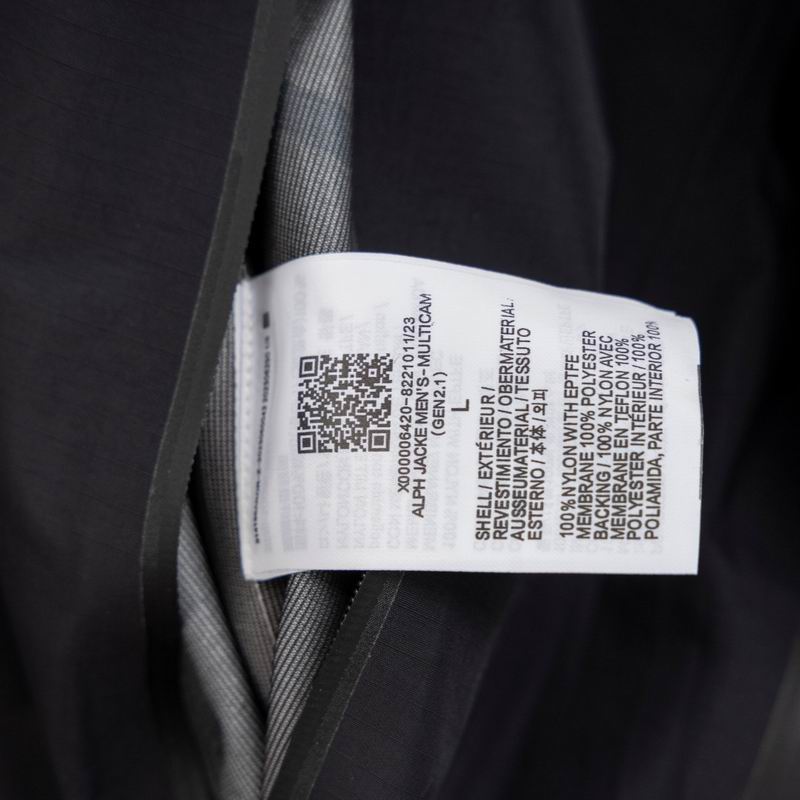 X000006420-8221011/23
ALPH JACKE MEN'S - MULTICAM
(GEN2.1)
L
SHELL / EXTÉRIEUR /
REVESTIMIENTO / OBERMATERIAL:
AUSSEUMATERIAL / TESSUTO
ESTERNO / 本体 / 외피
100% NYLON WITH EPTFE
MEMBRANE 100% POLYESTER
BACKING / 100% NYLON AVEC
MEMBRANE EN TEFLON 100%
POLYESTER INTÉRIEUR / 100%
POLIAMIDA, PARTE INTERIOR 100%